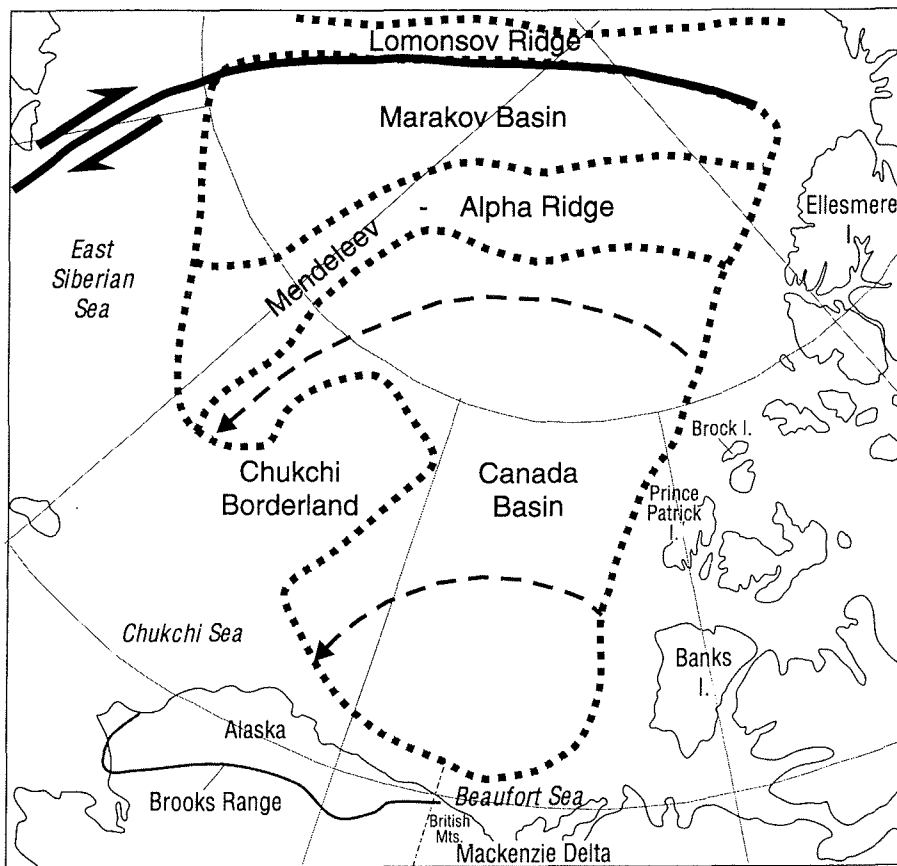 Lomonsov Ridge
Marakov Basin
Alpha Ridge
-
Mendeleev
Ellesmere
I.
East
Siberian
Sea
Brock I.
Chukchi
Borderland
Canada
Basin
Prince
Patrick
I.
Chukchi Sea
Banks
I.
Alaska
Brooks Range
Beaufort Sea
British
Mts.
Mackenzie Delta